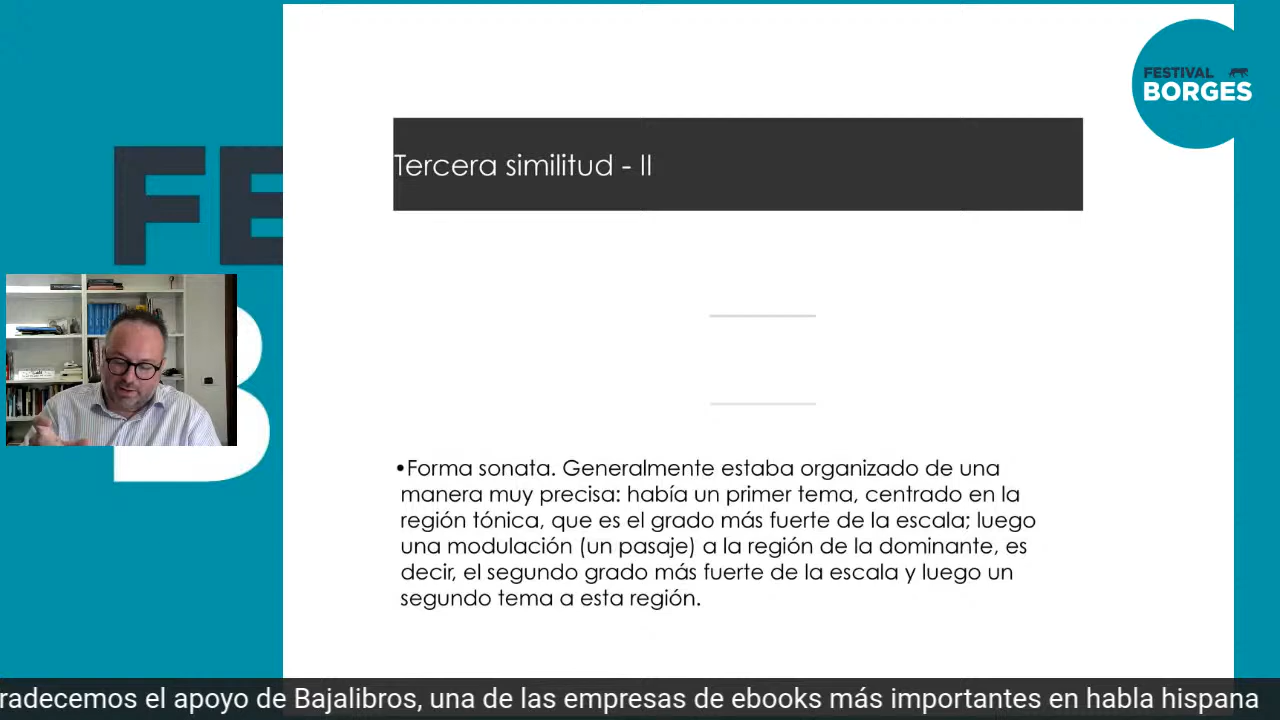 FESTIVAL
BORGES
Tercera similitud - II
FE
B
•Forma sonata. Generalmente estaba organizado de una
manera muy precisa: había un primer tema, centrado en la
región tónica, que es el grado más fuerte de la escala; luego
una modulación (un pasaje) a la región de la dominante, es
decir, el segundo grado más fuerte de la escala y luego un
segundo tema a esta región.
radecemos el apoyo de Bajalibros, una de las empresas de ebooks más importantes en habla hispana